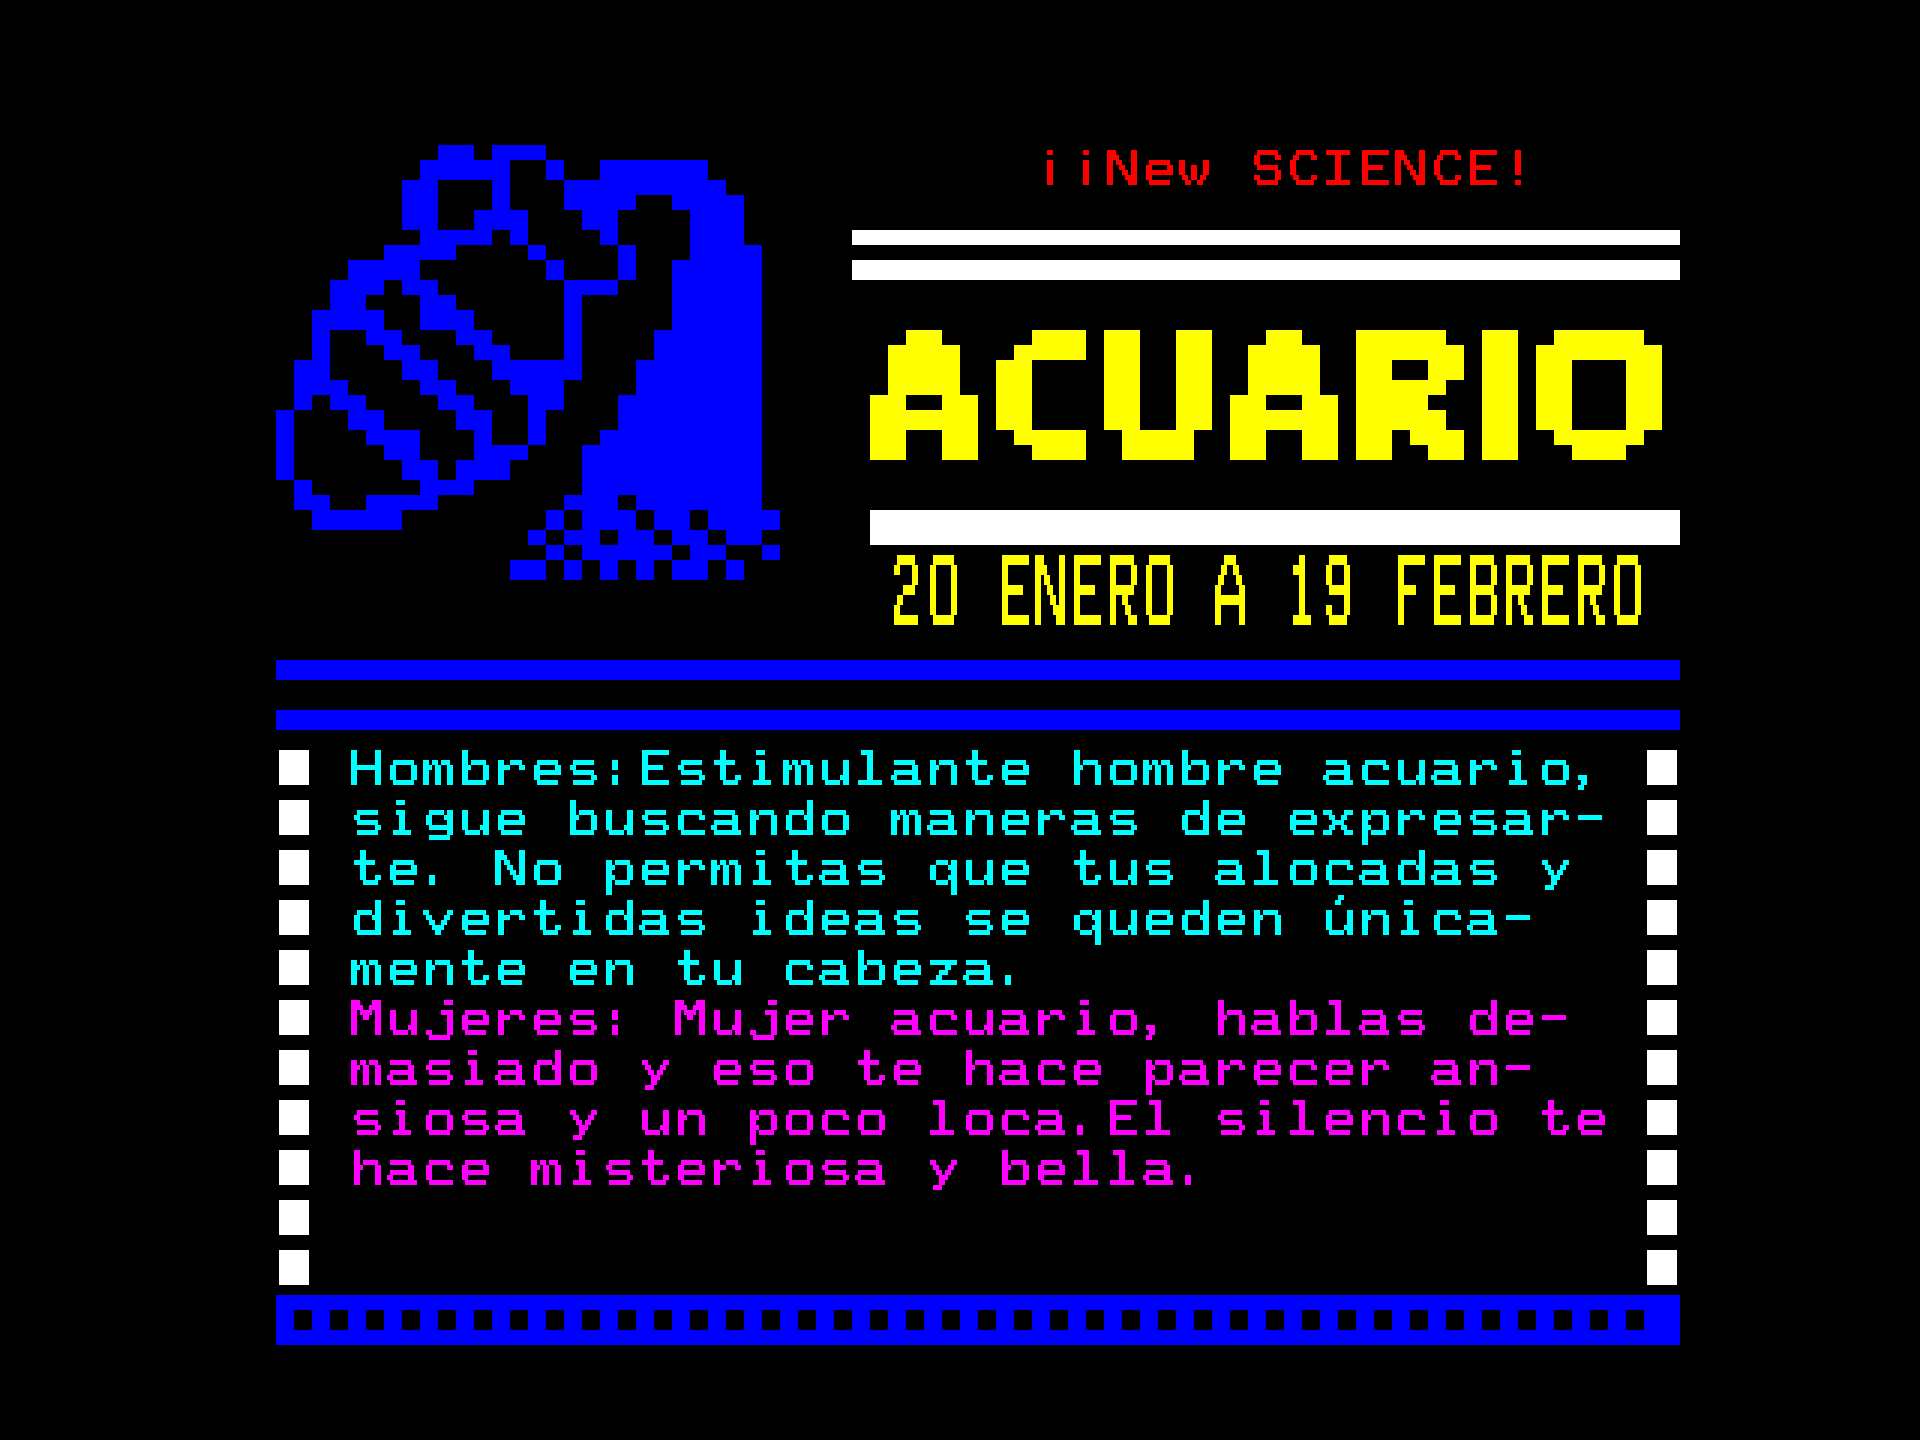 ¡¡New SCIENCE!
ACUARIO
20 ENERO A 19 FEBRERO
Hombres:Estimulante hombre acuario,
sigue buscando maneras de expresar-
te. No permitas que tus alocadas y
divertidas ideas se queden única-
mente en tu cabeza.
Mujeres: Mujer acuario, hablas de-
masiado y eso te hace parecer an-
siosa y un poco loca.El silencio te
hace misteriosa y bella.